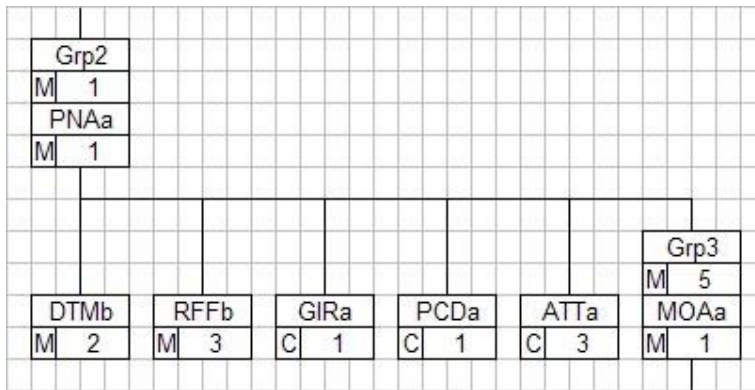 Grp2
M 1
PNAa
M 1
Grp3
M 5
DTMb RFFb GIRa PCDa ATTa MOAa
M 2 M 3 C 1 C 1 C 3 M 1